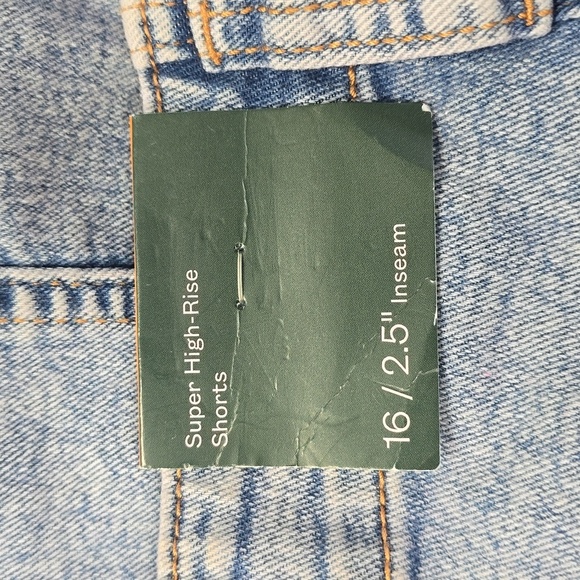 Super High-Rise
Shorts
16 / 2.5" Inseam